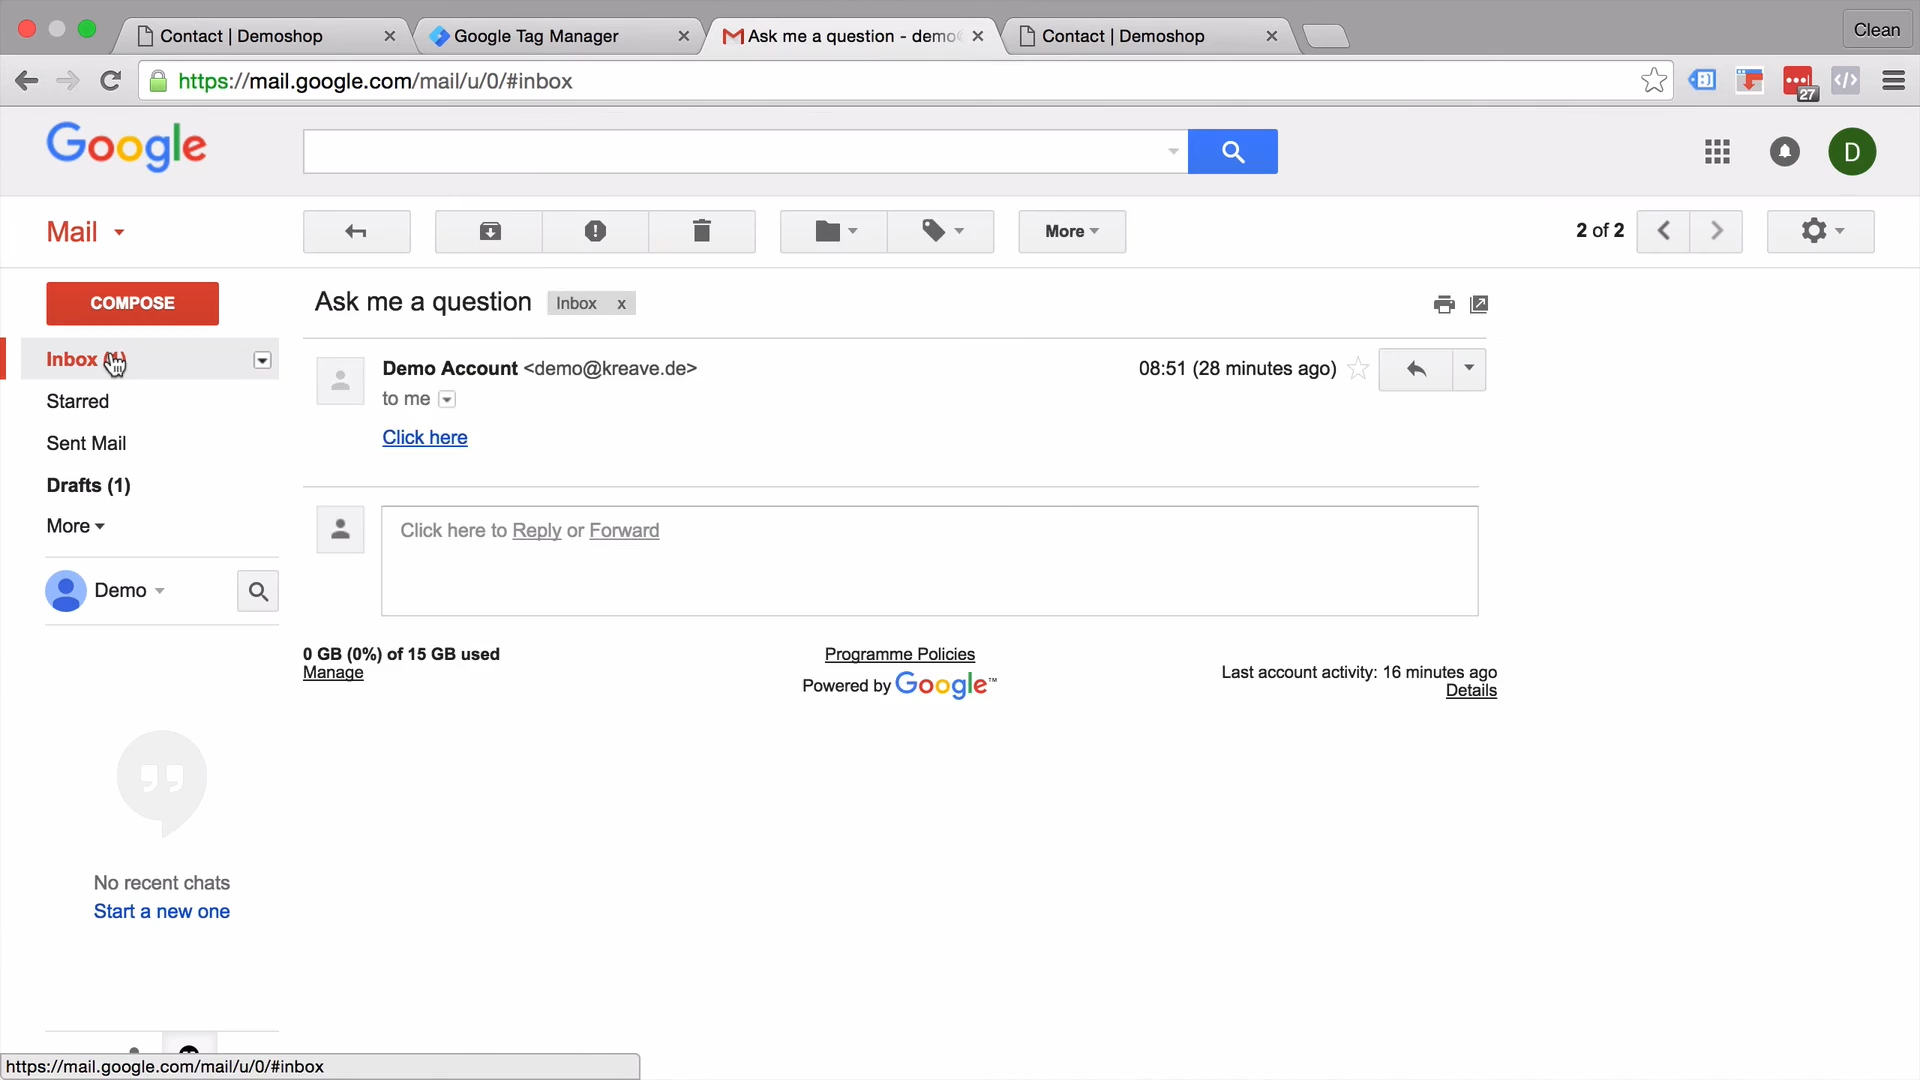 Contact | Demoshop
Google Tag Manager
Ask me a question - demo
Contact | Demoshop
Clean
https://mail.google.com/mail/u/0/#inbox
27
Google
D
Mail
More
2 of 2
COMPOSE
Ask me a question
Inbox x
Inbox
Demo Account <demo@kreave.de>
08:51 (28 minutes ago)
to me
Starred
Click here
Sent Mail
Drafts (1)
More
Click here to Reply or Forward
Demo
0 GB (0%) of 15 GB used
Manage
Programme Policies
Powered by Google™
Last account activity: 16 minutes ago
Details
No recent chats
Start a new one
https://mail.google.com/mail/u/0/#inbox